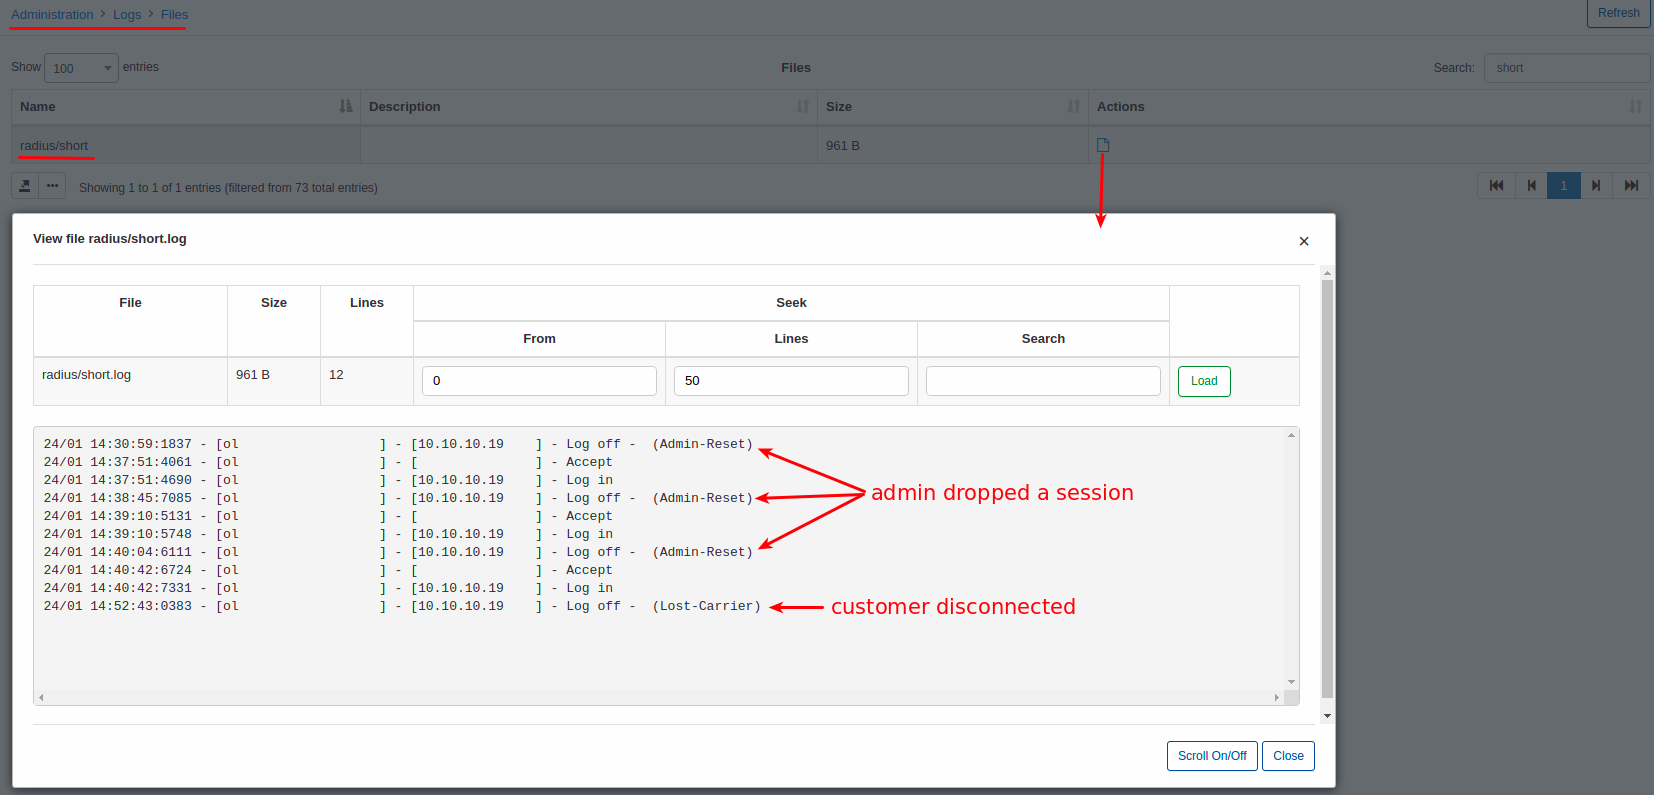 Administration > Logs > Files
Refresh
Show 100 entries
Files
Search: short
Name Description Size Actions
radius/short 961 B
Showing 1 to 1 of 1 entries (filtered from 73 total entries)
1
View file radius/short.log
×
File Size Lines Seek
From Lines Search
radius/short.log 961 B 12 0 50 Load
24/01 14:30:59:1837 - [ol ] - [10.10.10.19 ] - Log off - (Admin-Reset)
24/01 14:37:51:4061 - [ol ] - [ ] - Accept
24/01 14:37:51:4690 - [ol ] - [10.10.10.19 ] - Log in
24/01 14:38:45:7085 - [ol ] - [10.10.10.19 ] - Log off - (Admin-Reset)
admin dropped a session
24/01 14:39:10:5131 - [ol ] - [ ] - Accept
24/01 14:39:10:5748 - [ol ] - [10.10.10.19 ] - Log in
24/01 14:40:04:6111 - [ol ] - [10.10.10.19 ] - Log off - (Admin-Reset)
24/01 14:40:42:6724 - [ol ] - [ ] - Accept
24/01 14:40:42:7331 - [ol ] - [10.10.10.19 ] - Log in
24/01 14:52:43:0383 - [ol ] - [10.10.10.19 ] - Log off - (Lost-Carrier)
customer disconnected
Scroll On/Off Close